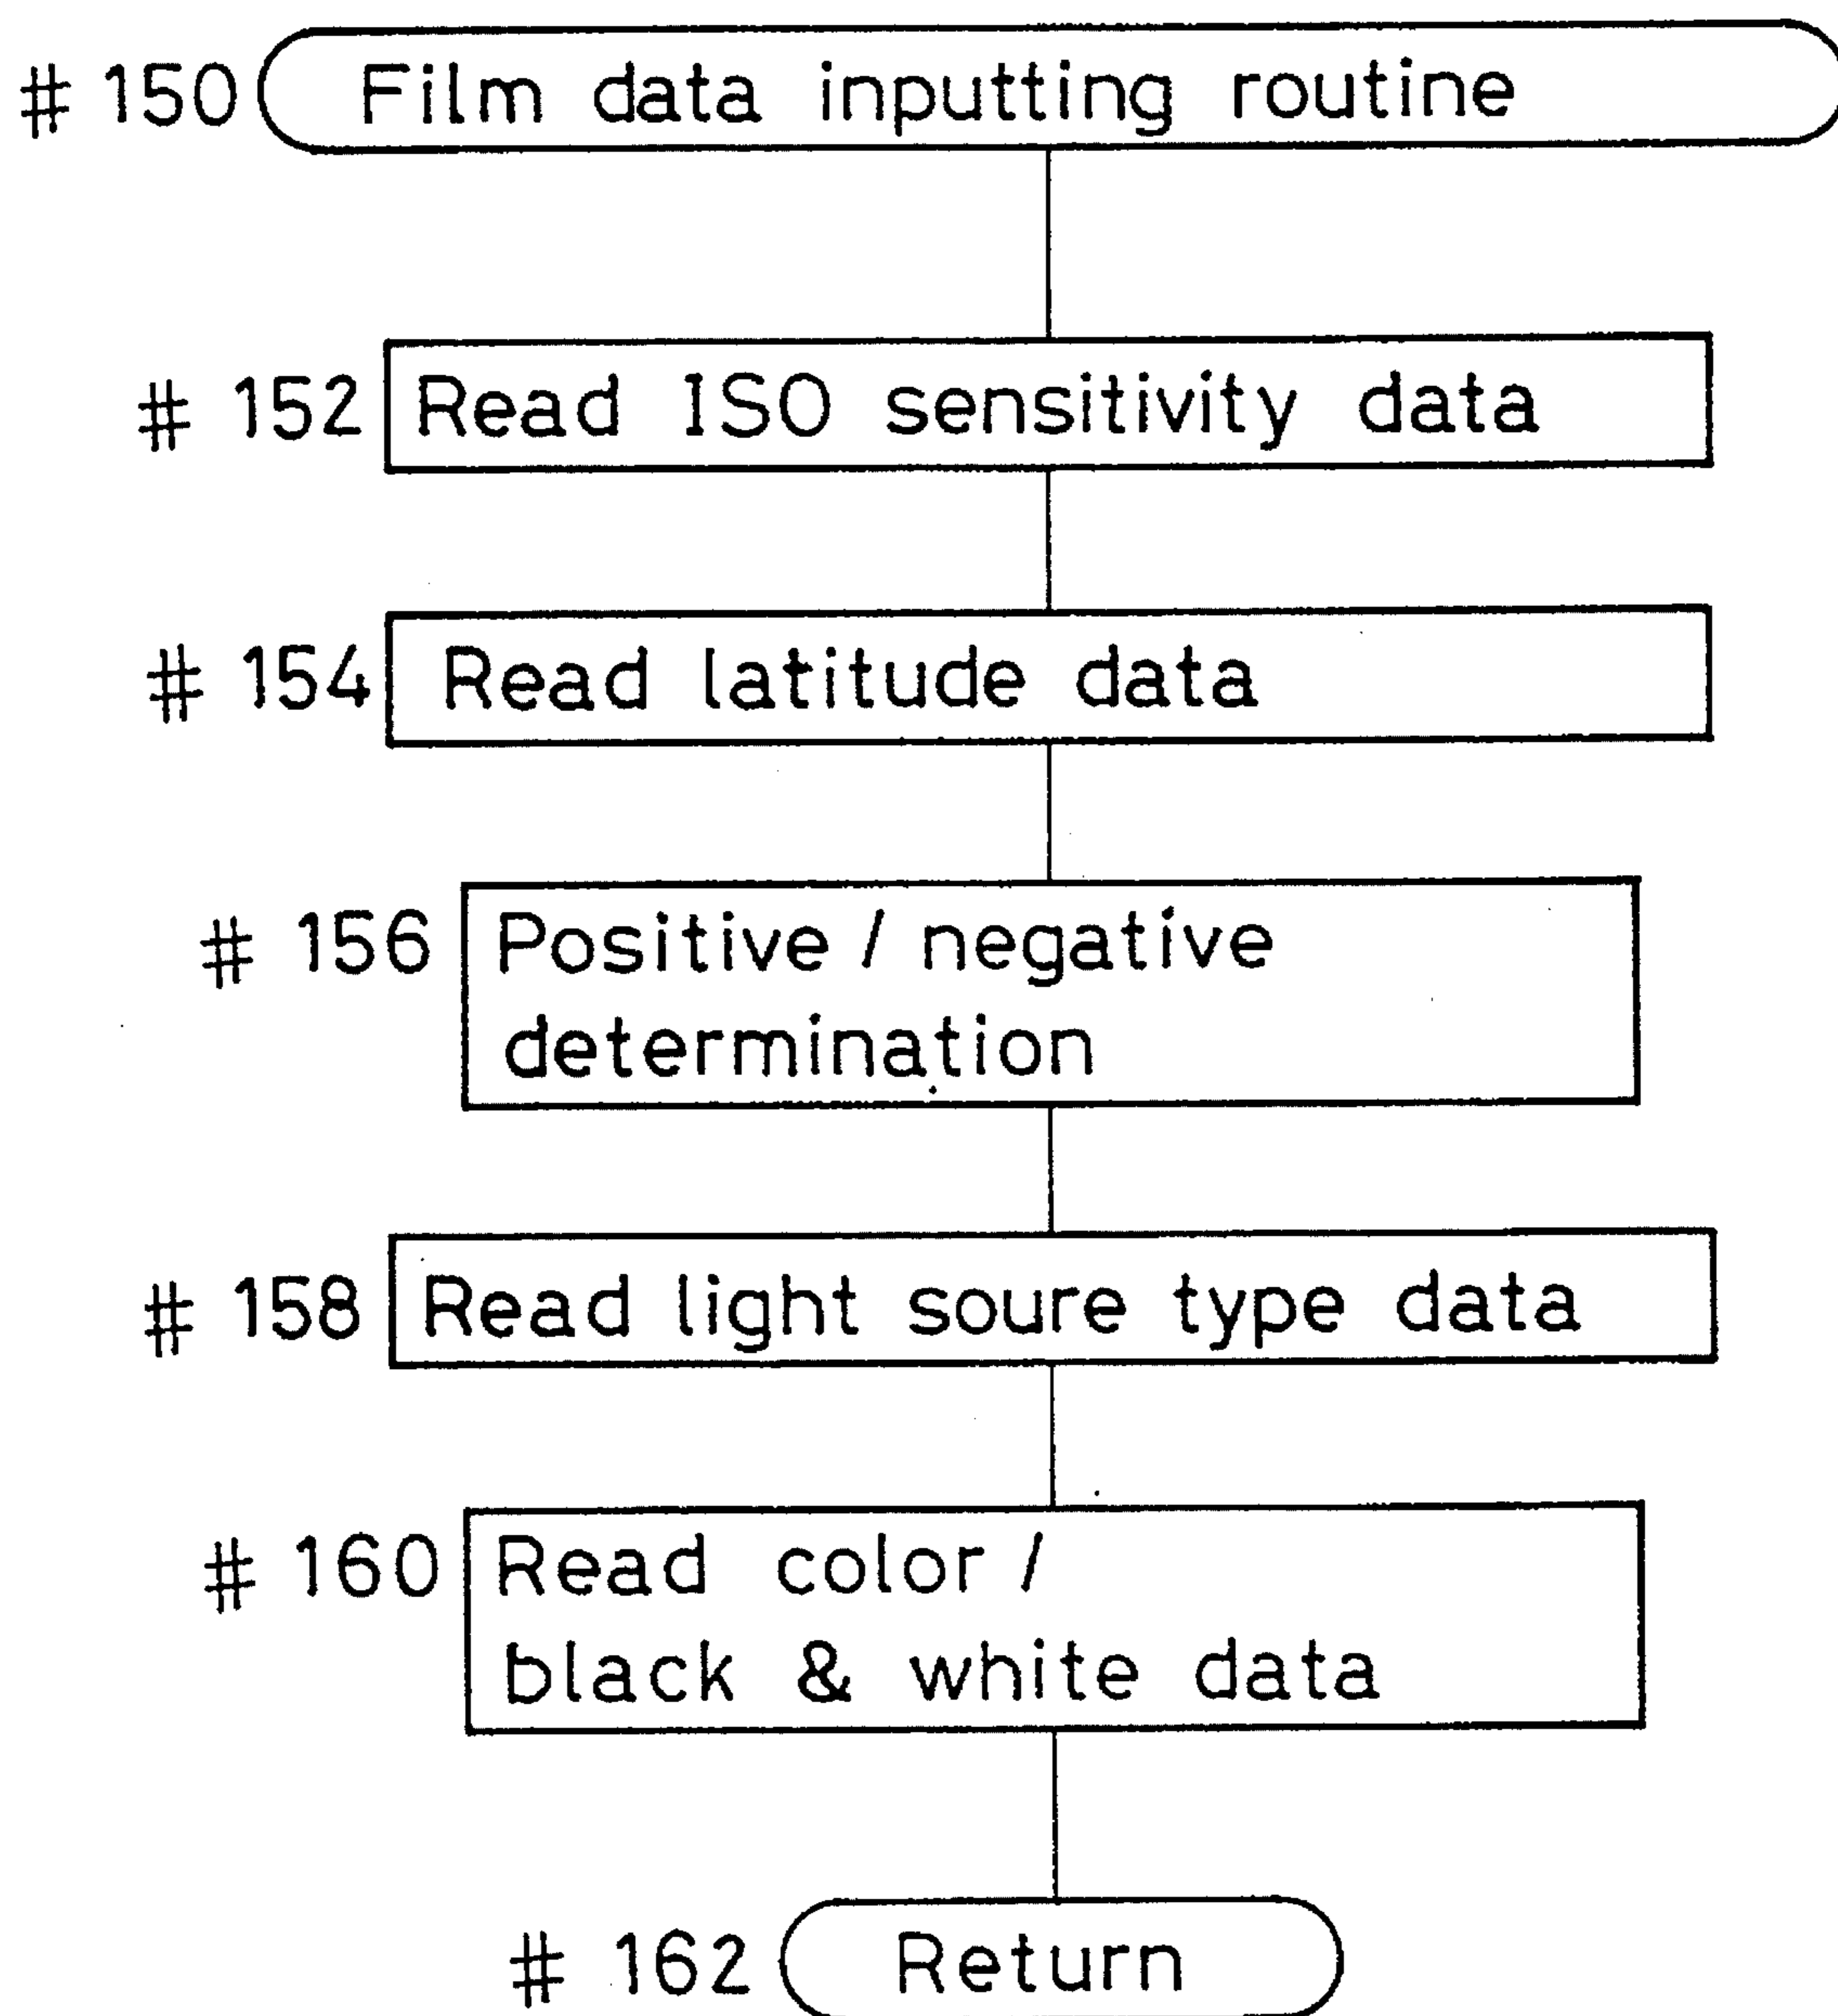 # 150 Film data inputting routine
# 152 Read ISO sensitivity data
# 154 Read latitude data
# 156 Positive / negative
determination
# 158 Read light soure type data
# 160 Read color /
black & white data
# 162 Return